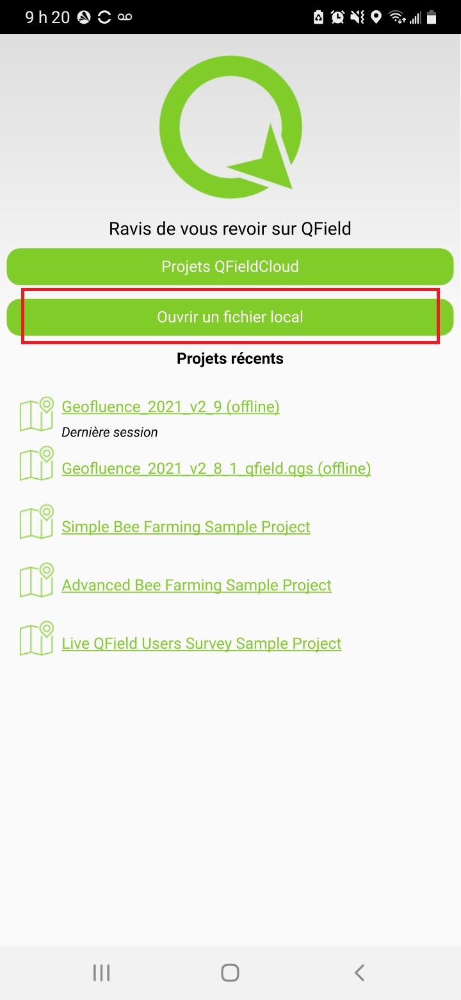 9 h 20
Ravis de vous revoir sur QField
Projets QFieldCloud
Ouvrir un fichier local
Projets récents
Geofluence_2021_v2_9 (offline)
Dernière session
Geofluence_2021_v2_8_1_qfield.qgs (offline)
Simple Bee Farming Sample Project
Advanced Bee Farming Sample Project
Live QField Users Survey Sample Project